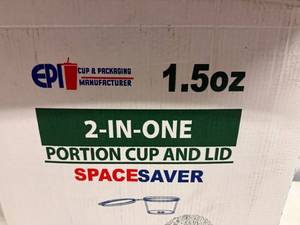 EPI CUP & PACKAGING
MANUFACTURER
1.5oz
2-IN-ONE
PORTION CUP AND LID
SPACESAVER